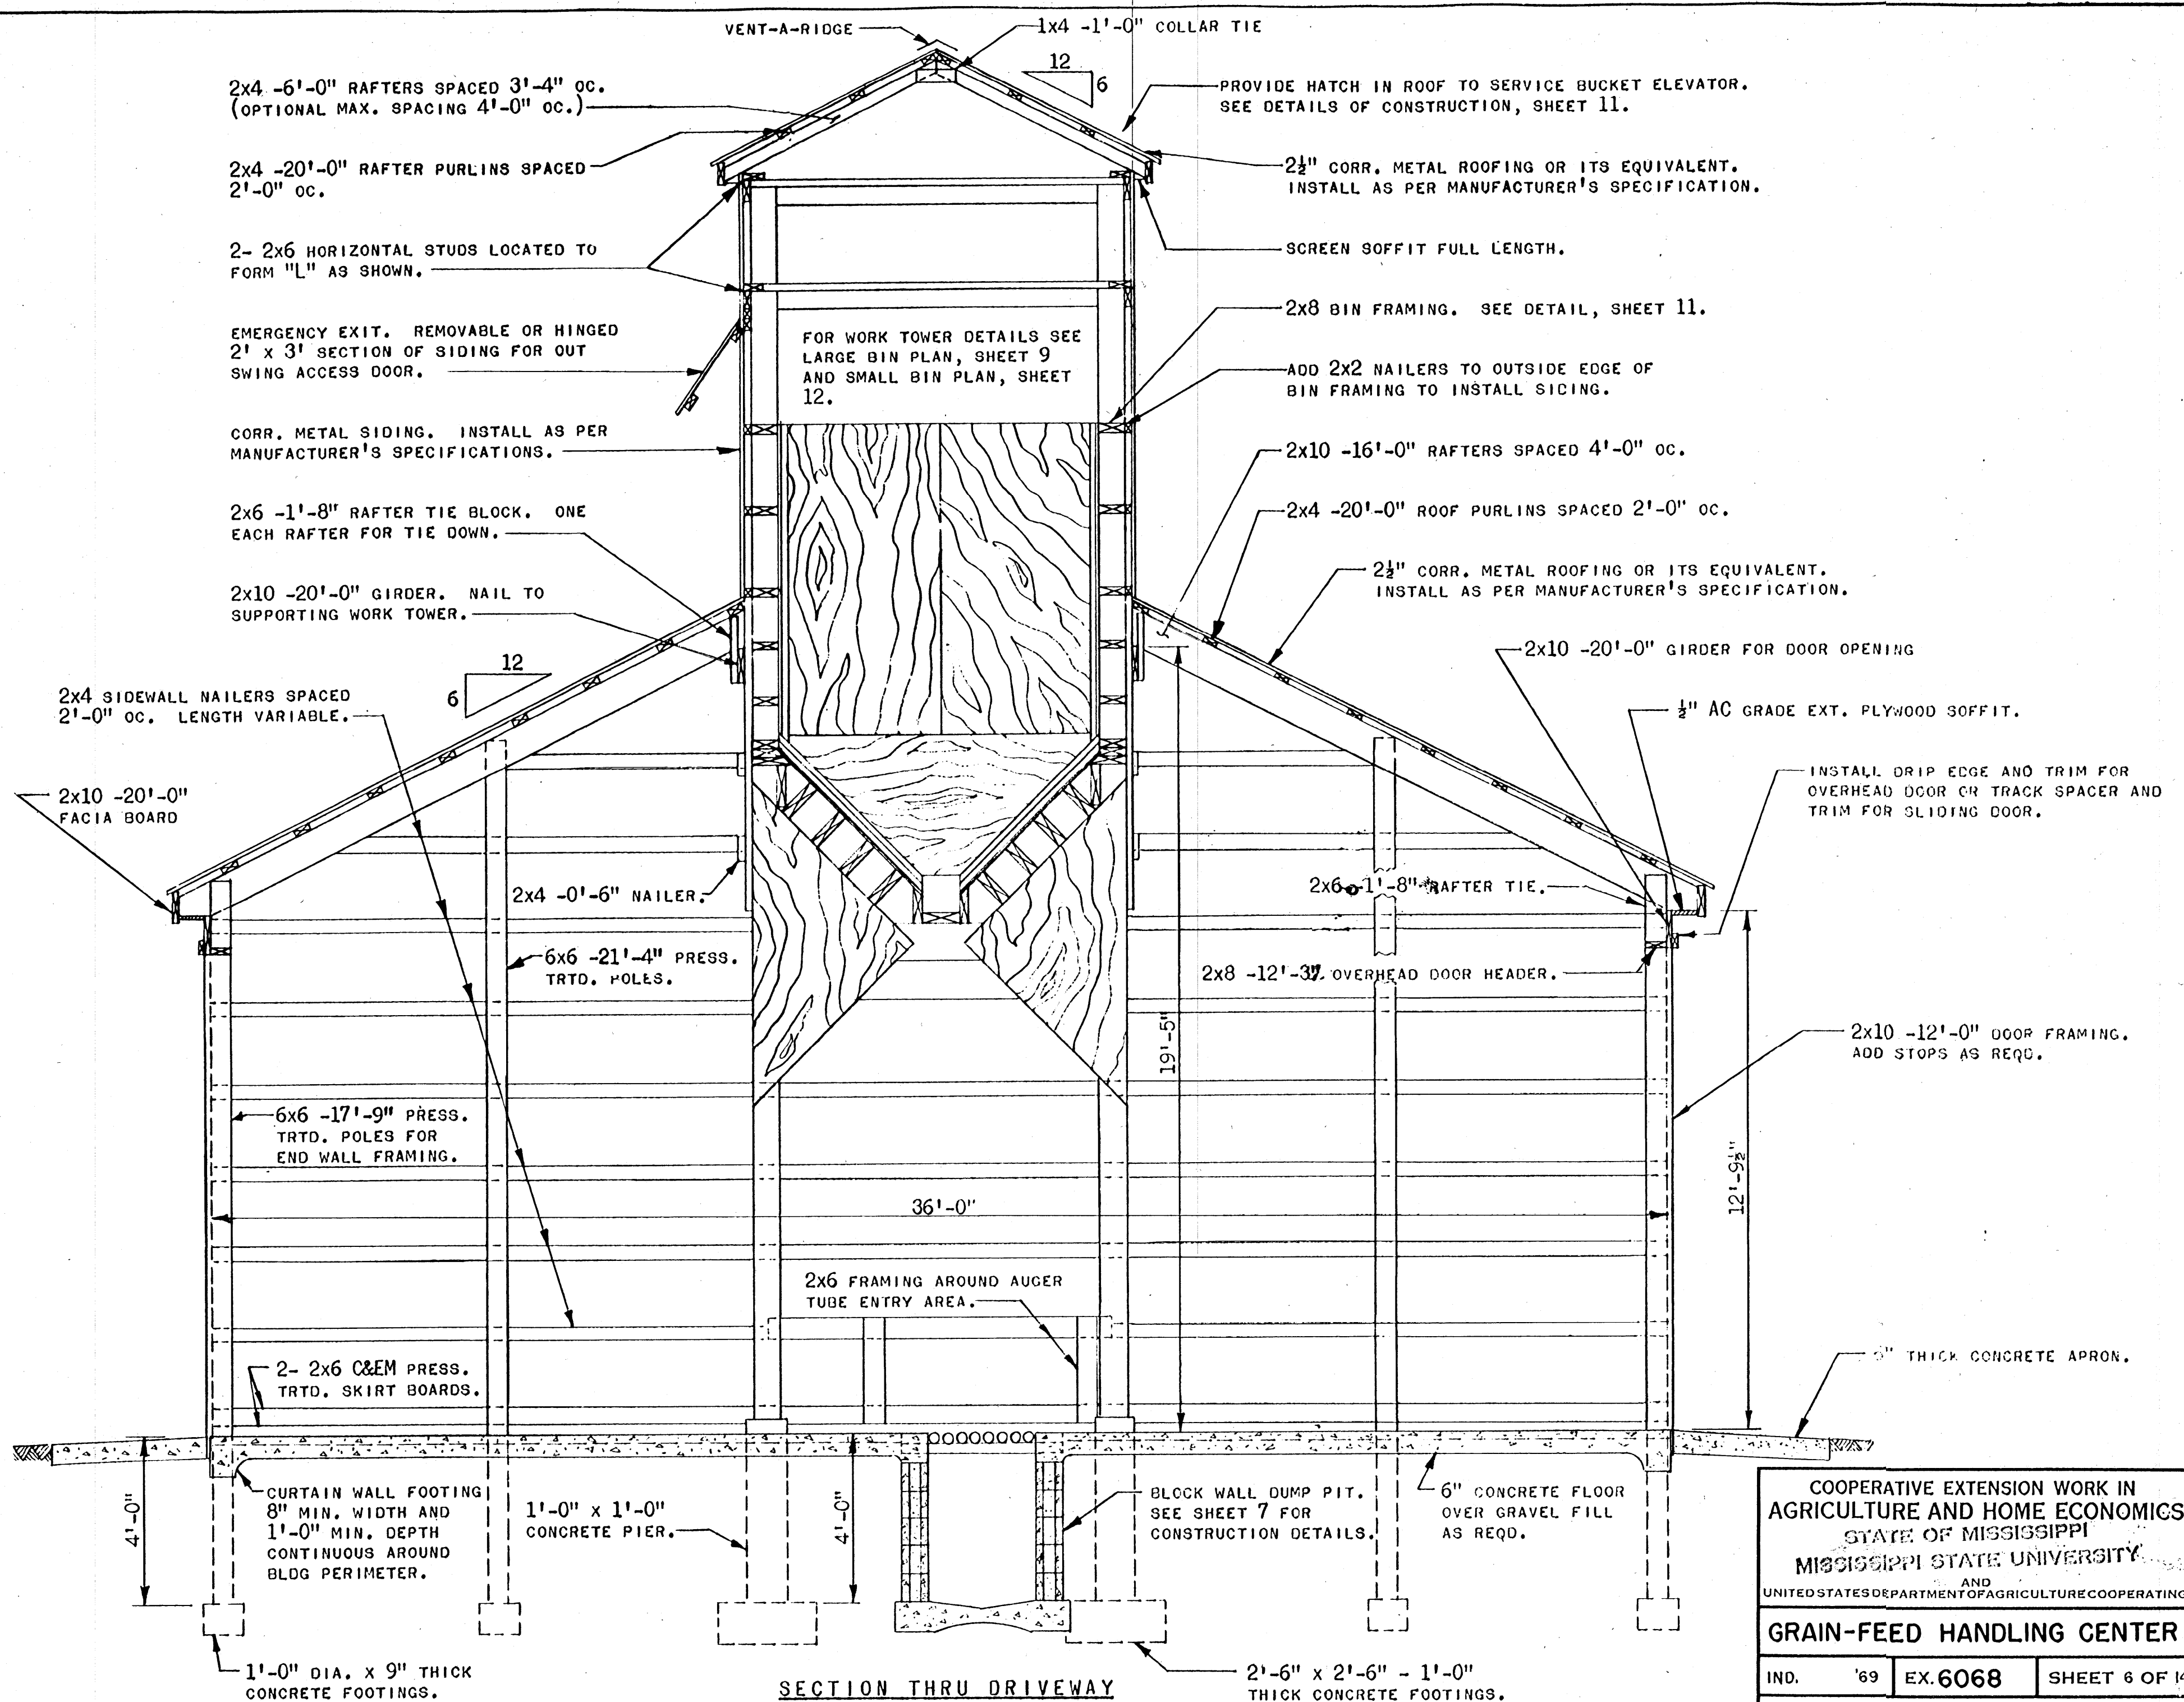 VENT-A-RIDGE
1x4 -1'-0" COLLAR TIE
12
6
2x4 -6'-0" RAFTERS SPACED 3'-4" OC.
(OPTIONAL MAX. SPACING 4'-0" OC.)
PROVIDE HATCH IN ROOF TO SERVICE BUCKET ELEVATOR.
SEE DETAILS OF CONSTRUCTION, SHEET 11.
2x4 -20'-0" RAFTER PURLINS SPACED
2'-0" OC.
2½" CORR. METAL ROOFING OR ITS EQUIVALENT.
INSTALL AS PER MANUFACTURER'S SPECIFICATION.
2- 2x6 HORIZONTAL STUDS LOCATED TO
FORM "L" AS SHOWN.
SCREEN SOFFIT FULL LENGTH.
2x8 BIN FRAMING. SEE DETAIL, SHEET 11.
EMERGENCY EXIT. REMOVABLE OR HINGED
2' X 3' SECTION OF SIDING FOR OUT
SWING ACCESS DOOR.
FOR WORK TOWER DETAILS SEE
LARGE BIN PLAN, SHEET 9
AND SMALL BIN PLAN, SHEET
12.
ADD 2x2 NAILERS TO OUTSIDE EDGE OF
BIN FRAMING TO INSTALL SIDING.
CORR. METAL SIDING. INSTALL AS PER
MANUFACTURER'S SPECIFICATIONS.
2x10 -16'-0" RAFTERS SPACED 4'-0" OC.
2x6 -1'-8" RAFTER TIE BLOCK. ONE
EACH RAFTER FOR TIE DOWN.
2x4 -20'-0" ROOF PURLINS SPACED 2'-0" OC.
2x10 -20'-0" GIRDER. NAIL TO
SUPPORTING WORK TOWER.
2½" CORR. METAL ROOFING OR ITS EQUIVALENT.
INSTALL AS PER MANUFACTURER'S SPECIFICATION.
12
6
2x10 -20'-0" GIRDER FOR DOOR OPENING
2x4 SIDEWALL NAILERS SPACED
2'-0" OC. LENGTH VARIABLE.
½" AC GRADE EXT. PLYWOOD SOFFIT.
2x10 -20'-0"
FACIA BOARD
INSTALL DRIP EDGE AND TRIM FOR
OVERHEAD DOOR OR TRACK SPACER AND
TRIM FOR SLIDING DOOR.
2x4 -0'-6" NAILER.
2x6 -1'-8" RAFTER TIE.
6x6 -21'-4" PRESS.
TRTD. POLES.
2x8 -12'-3" OVERHEAD DOOR HEADER.
19'-5"
2x10 -12'-0" DOOR FRAMING.
ADD STOPS AS REQD.
6x6 -17'-9" PRESS.
TRTD. POLES FOR
END WALL FRAMING.
12'-9½"
36'-0"
2x6 FRAMING AROUND AUGER
TUBE ENTRY AREA.
2- 2x6 C&EM PRESS.
TRTD. SKIRT BOARDS.
THICK CONCRETE APRON.
4'-0"
CURTAIN WALL FOOTING
8" MIN. WIDTH AND
1'-0" MIN. DEPTH
CONTINUOUS AROUND
BLDG PERIMETER.
1'-0" x 1'-0"
CONCRETE PIER.
4'-0"
BLOCK WALL DUMP PIT.
SEE SHEET 7 FOR
CONSTRUCTION DETAILS.
6" CONCRETE FLOOR
OVER GRAVEL FILL
AS REQD.
1'-0" DIA. X 9" THICK
CONCRETE FOOTINGS.
SECTION THRU DRIVEWAY
2'-6" x 2'-6" - 1'-0"
THICK CONCRETE FOOTINGS.
COOPERATIVE EXTENSION WORK IN
AGRICULTURE AND HOME ECONOMICS
STATE OF MISSISSIPPI
MISSISSIPPI STATE UNIVERSITY
AND
UNITED STATES DEPARTMENT OF AGRICULTURE COOPERATING
GRAIN-FEED HANDLING CENTER
IND. '69 EX. 6068 SHEET 6 OF 14